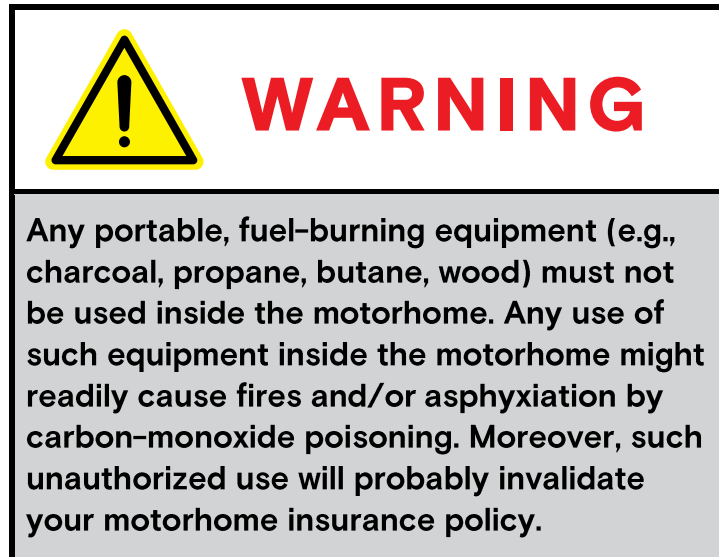 WARNING
Any portable, fuel-burning equipment (e.g.,
charcoal, propane, butane, wood) must not
be used inside the motorhome. Any use of
such equipment inside the motorhome might
readily cause fires and/or asphyxiation by
carbon-monoxide poisoning. Moreover, such
unauthorized use will probably invalidate
your motorhome insurance policy.